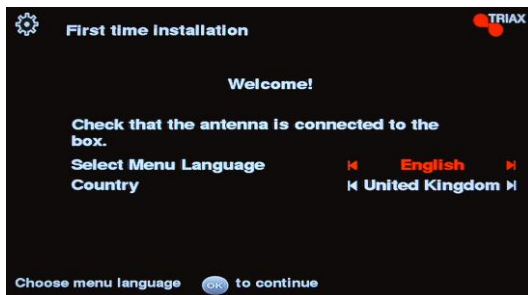 First time Installation
TRIAX
Welcome!
Check that the antenna is connected to the
box.
Select Menu Language English
Country United Kingdom
Choose menu language OK to continue